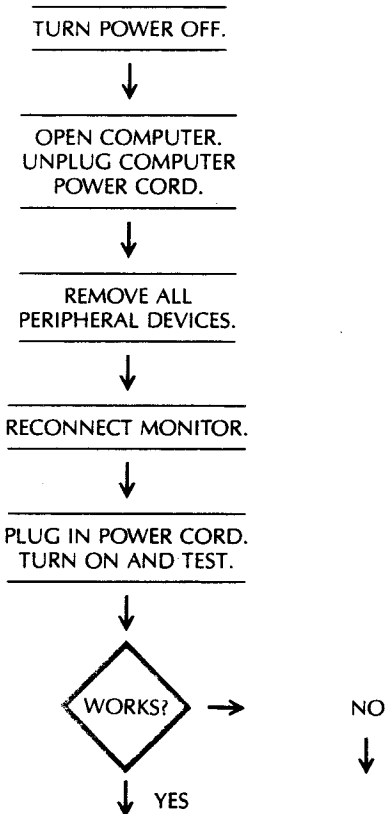 TURN POWER OFF.
OPEN COMPUTER.
UNPLUG COMPUTER
POWER CORD.
REMOVE ALL
PERIPHERAL DEVICES.
RECONNECT MONITOR.
PLUG IN POWER CORD.
TURN ON AND TEST.
WORKS?
NO
YES